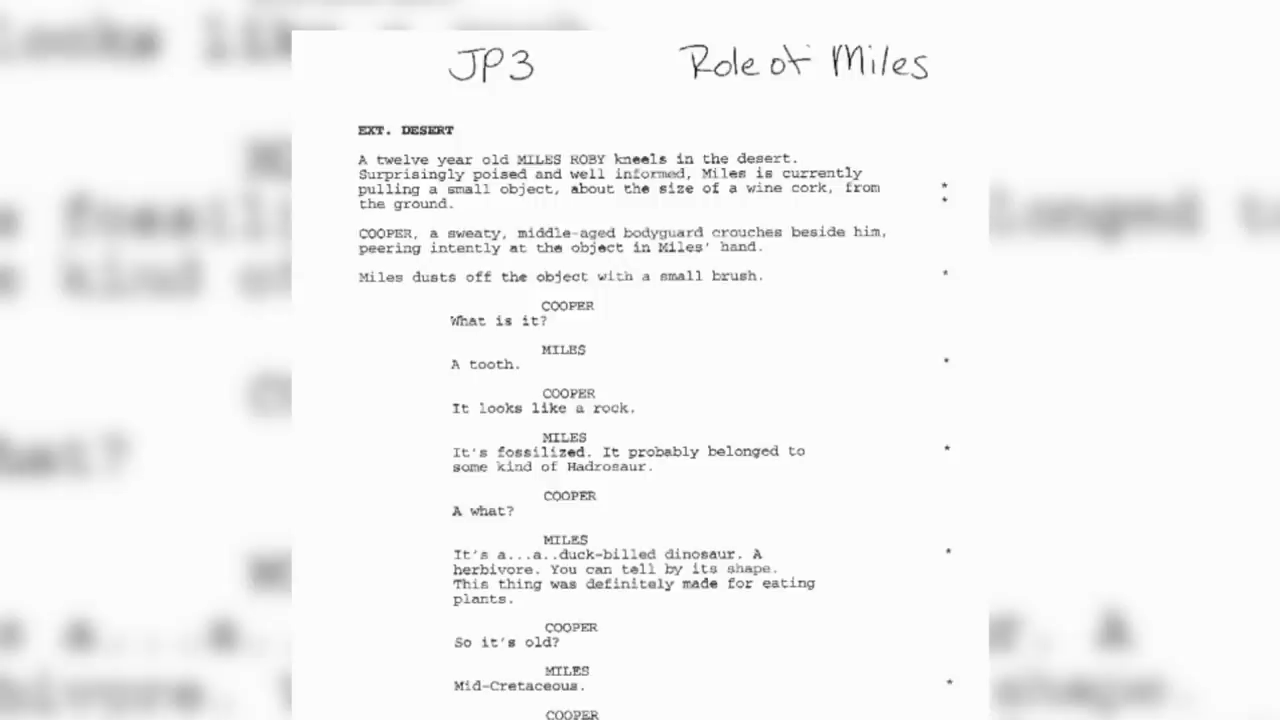 JP3 Role of Miles
EXT. DESERT
A twelve year old MILES ROBY kneels in the desert.
Surprisingly poised and well informed, Miles is currently
pulling a small object, about the size of a wine cork, from *
the ground. *
COOPER, a sweaty, middle-aged bodyguard crouches beside him,
peering intently at the object in Miles' hand.
Miles dusts off the object with a small brush. *
COOPER
What is it?
MILES
A tooth. *
COOPER
It looks like a rock.
MILES
It's fossilized. It probably belonged to *
some kind of Hadrosaur.
COOPER
A what?
MILES
It's a...a..duck-billed dinosaur. A *
herbivore. You can tell by its shape.
This thing was definitely made for eating
plants.
COOPER
So it's old?
MILES
Mid-Cretaceous. *
COOPER